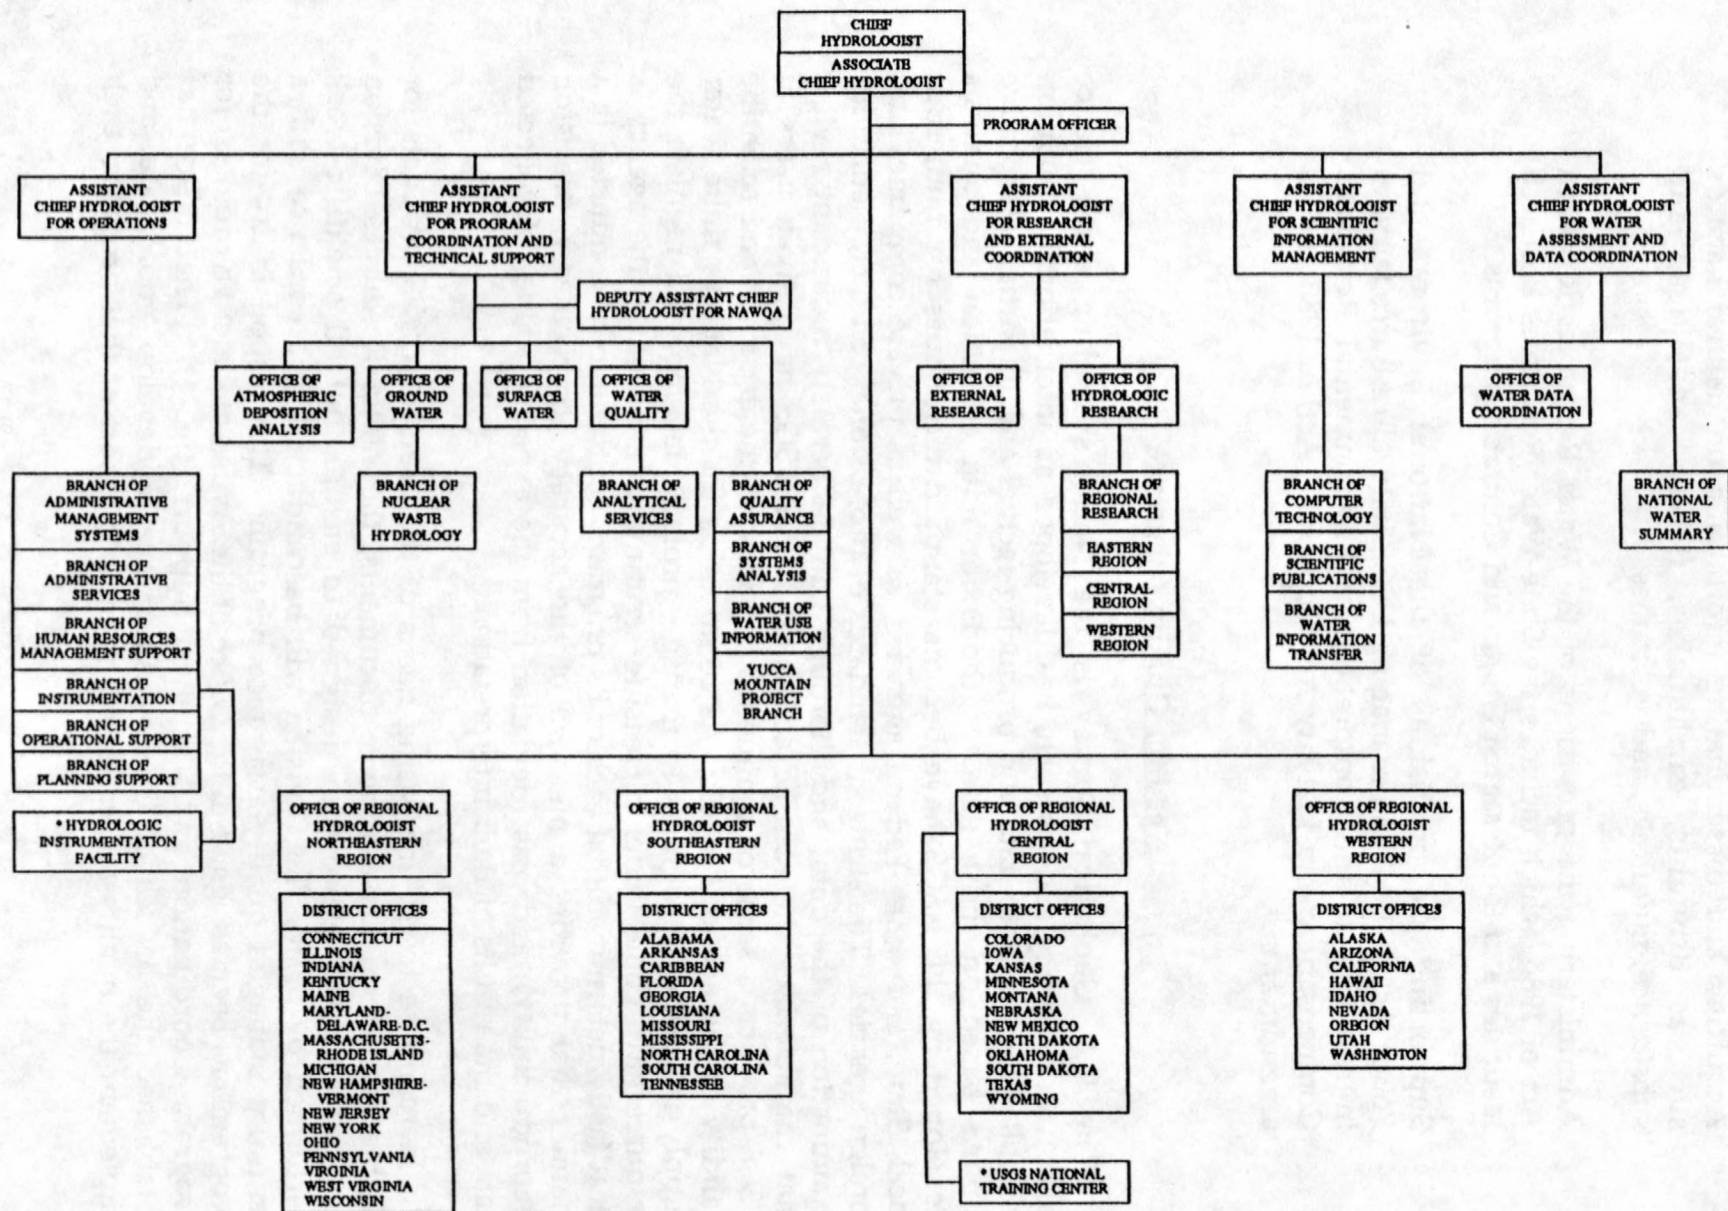 CHIEF
HYDROLOGIST
ASSOCIATE
CHIEF HYDROLOGIST
PROGRAM OFFICER
ASSISTANT
CHIEF HYDROLOGIST
FOR OPERATIONS
ASSISTANT
CHIEF HYDROLOGIST
FOR PROGRAM
COORDINATION AND
TECHNICAL SUPPORT
ASSISTANT
CHIEF HYDROLOGIST
FOR RESEARCH
AND EXTERNAL
COORDINATION
ASSISTANT
CHIEF HYDROLOGIST
FOR SCIENTIFIC
INFORMATION
MANAGEMENT
ASSISTANT
CHIEF HYDROLOGIST
FOR WATER
ASSESSMENT AND
DATA COORDINATION
DEPUTY ASSISTANT CHIEF
HYDROLOGIST FOR NAWQA
OFFICE OF
ATMOSPHERIC
DEPOSITION
ANALYSIS
OFFICE OF
GROUND
WATER
OFFICE OF
SURFACE
WATER
OFFICE OF
WATER
QUALITY
OFFICE OF
EXTERNAL
RESEARCH
OFFICE OF
HYDROLOGIC
RESEARCH
OFFICE OF
WATER DATA
COORDINATION
BRANCH OF
ADMINISTRATIVE
MANAGEMENT
SYSTEMS
BRANCH OF
ADMINISTRATIVE
SERVICES
BRANCH OF
HUMAN RESOURCES
MANAGEMENT SUPPORT
BRANCH OF
INSTRUMENTATION
BRANCH OF
OPERATIONAL SUPPORT
BRANCH OF
PLANNING SUPPORT
* HYDROLOGIC
INSTRUMENTATION
FACILITY
BRANCH OF
NUCLEAR
WASTE
HYDROLOGY
BRANCH OF
ANALYTICAL
SERVICES
BRANCH OF
QUALITY
ASSURANCE
BRANCH OF
SYSTEMS
ANALYSIS
BRANCH OF
WATER USE
INFORMATION
YUCCA
MOUNTAIN
PROJECT
BRANCH
BRANCH OF
REGIONAL
RESEARCH
EASTERN
REGION
CENTRAL
REGION
WESTERN
REGION
BRANCH OF
COMPUTER
TECHNOLOGY
BRANCH OF
SCIENTIFIC
PUBLICATIONS
BRANCH OF
WATER
INFORMATION
TRANSFER
BRANCH OF
NATIONAL
WATER
SUMMARY
OFFICE OF REGIONAL
HYDROLOGIST
NORTHEASTERN
REGION
DISTRICT OFFICES
CONNECTICUT
ILLINOIS
INDIANA
KENTUCKY
MAINE
MARYLAND-
DELAWARE-D.C.
MASSACHUSETTS-
RHODE ISLAND
MICHIGAN
NEW HAMPSHIRE-
VERMONT
NEW JERSEY
NEW YORK
OHIO
PENNSYLVANIA
VIRGINIA
WEST VIRGINIA
WISCONSIN
OFFICE OF REGIONAL
HYDROLOGIST
SOUTHEASTERN
REGION
DISTRICT OFFICES
ALABAMA
ARKANSAS
CARIBBEAN
FLORIDA
GEORGIA
LOUISIANA
MISSOURI
MISSISSIPPI
NORTH CAROLINA
SOUTH CAROLINA
TENNESSEE
OFFICE OF REGIONAL
HYDROLOGIST
CENTRAL
REGION
DISTRICT OFFICES
COLORADO
IOWA
KANSAS
MINNESOTA
MONTANA
NEBRASKA
NEW MEXICO
NORTH DAKOTA
OKLAHOMA
SOUTH DAKOTA
TEXAS
WYOMING
* USGS NATIONAL
TRAINING CENTER
OFFICE OF REGIONAL
HYDROLOGIST
WESTERN
REGION
DISTRICT OFFICES
ALASKA
ARIZONA
CALIFORNIA
HAWAII
IDAHO
NEVADA
OREGON
UTAH
WASHINGTON